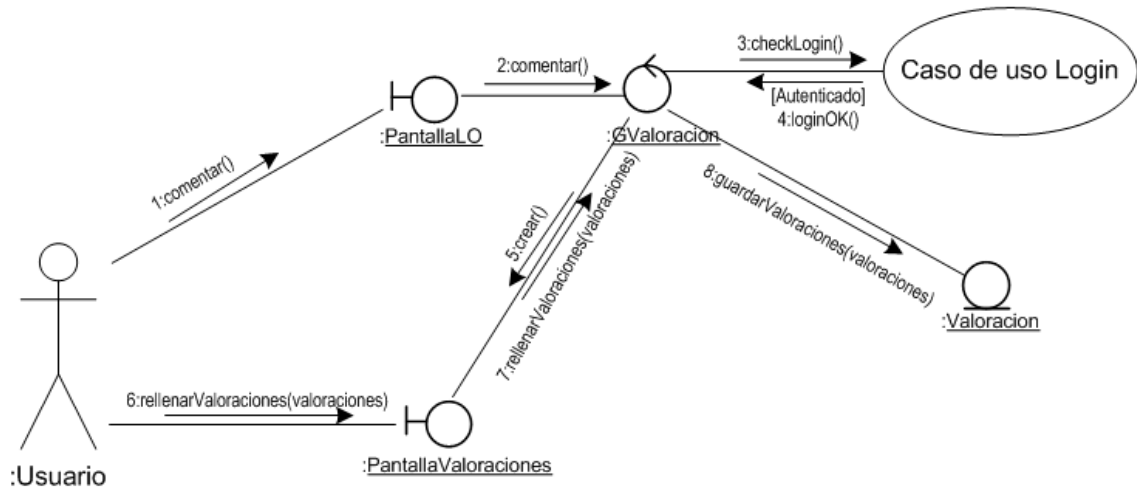 3:checkLogin()
2:comentar()
Caso de uso Login
[Autenticado]
4:loginOK()
:PantallaLO
:GValoracion
1:comentar()
8:guardarValoraciones(valoraciones)
5:crear()
7:rellenarValoraciones(valoraciones)
:Valoracion
6:rellenarValoraciones(valoraciones)
:PantallaValoraciones
:Usuario